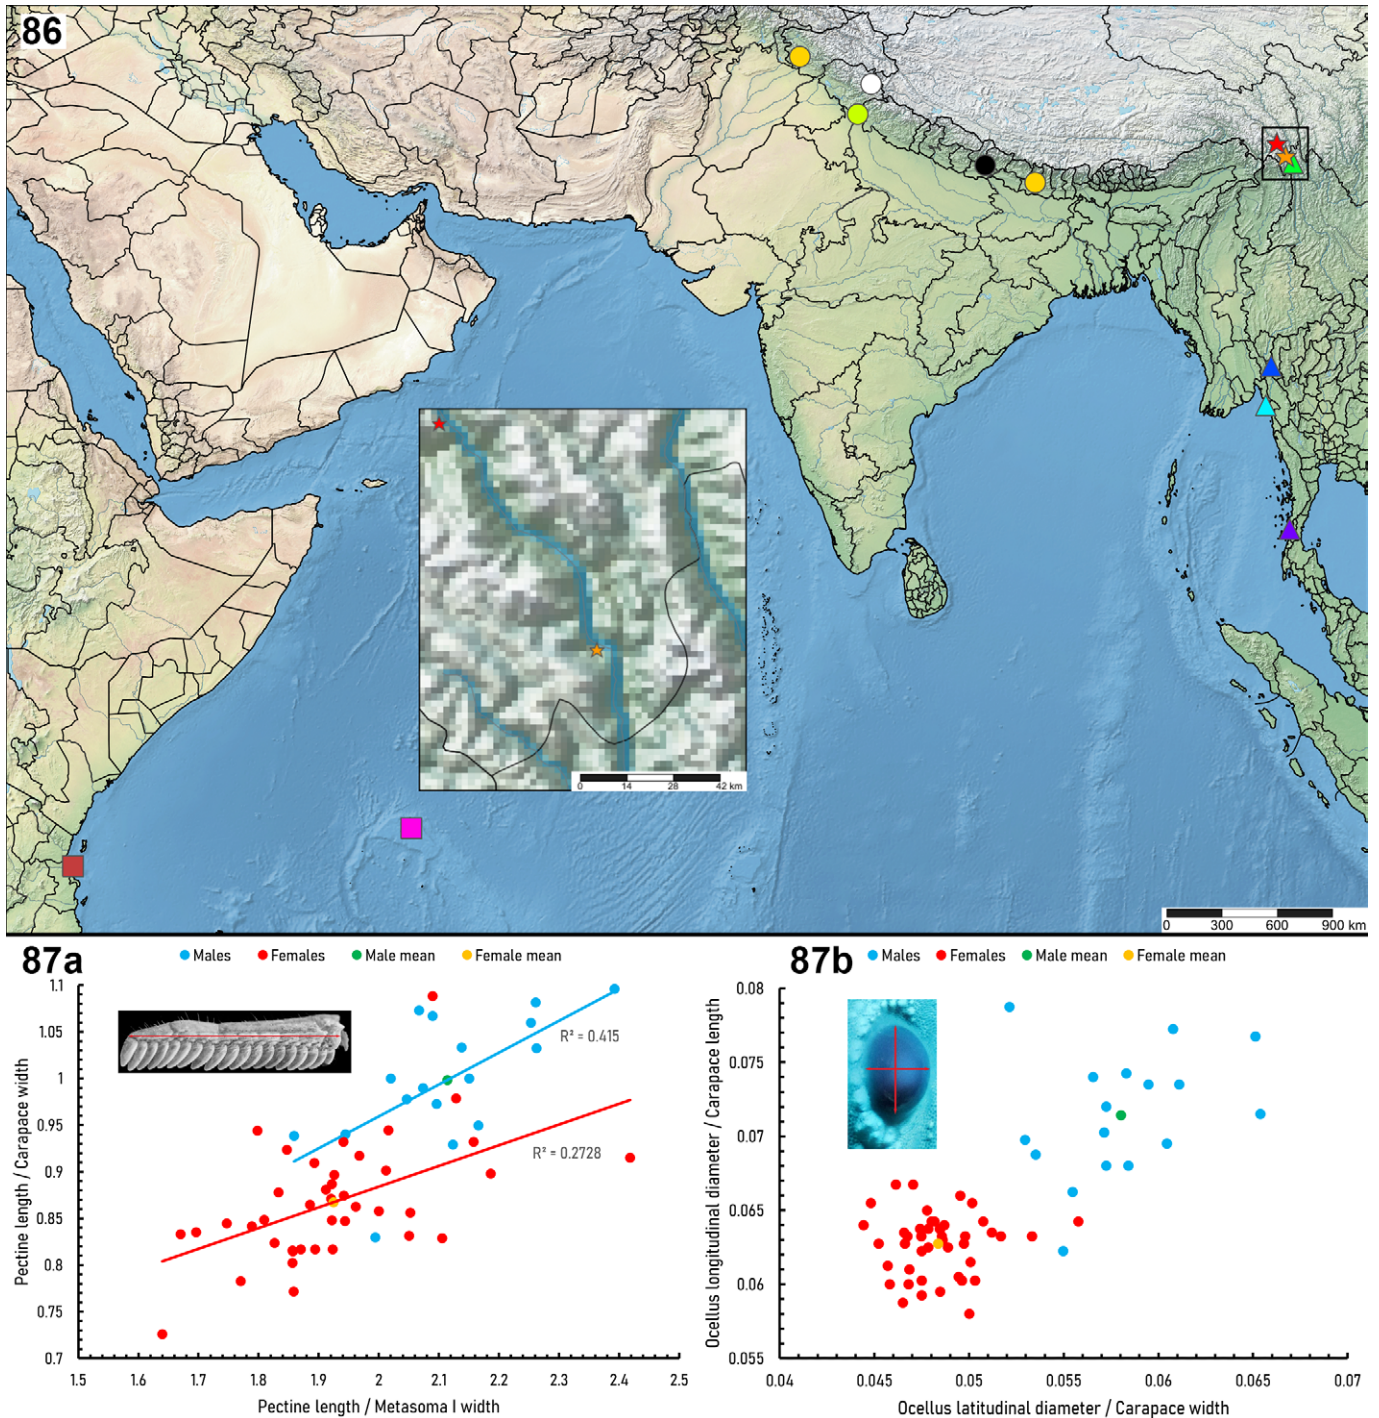 86
0 14 28 42 km
0 300 600 900 km
87a
Males Females Male mean Female mean
Pectine length / Carapace width
1.1
1.05
1
0.95
0.9
0.85
0.8
0.75
0.7
R² = 0.415
R² = 0.2728
1.5 1.6 1.7 1.8 1.9 2 2.1 2.2 2.3 2.4 2.5
Pectine length / Metasoma I width
87b
Males Females Male mean Female mean
Ocellus longitudinal diameter / Carapace length
0.08
0.075
0.07
0.065
0.06
0.055
0.04 0.045 0.05 0.055 0.06 0.065 0.07
Ocellus latitudinal diameter / Carapace width